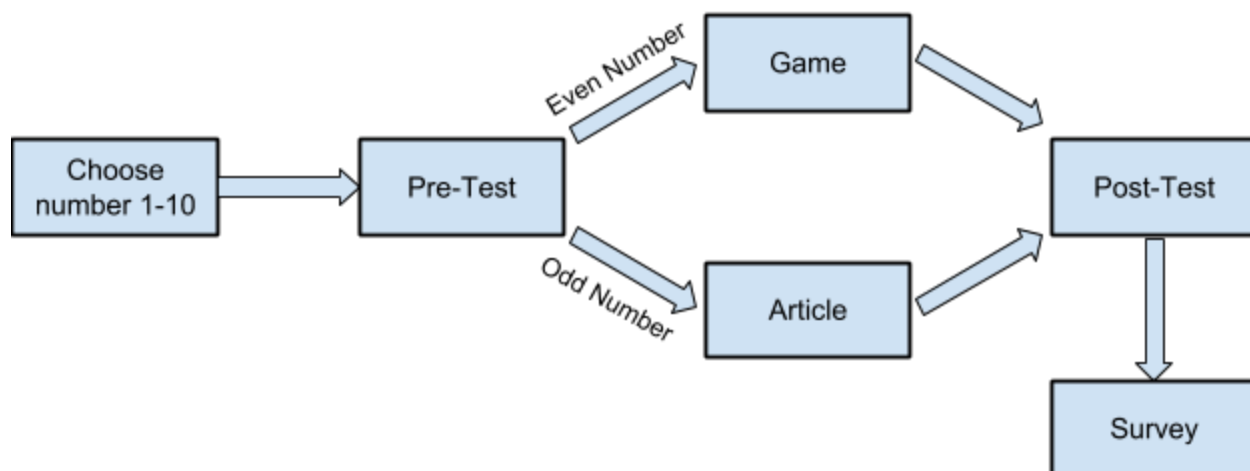 Choose
number 1-10
Pre-Test
Even Number
Odd Number
Game
Article
Post-Test
Survey